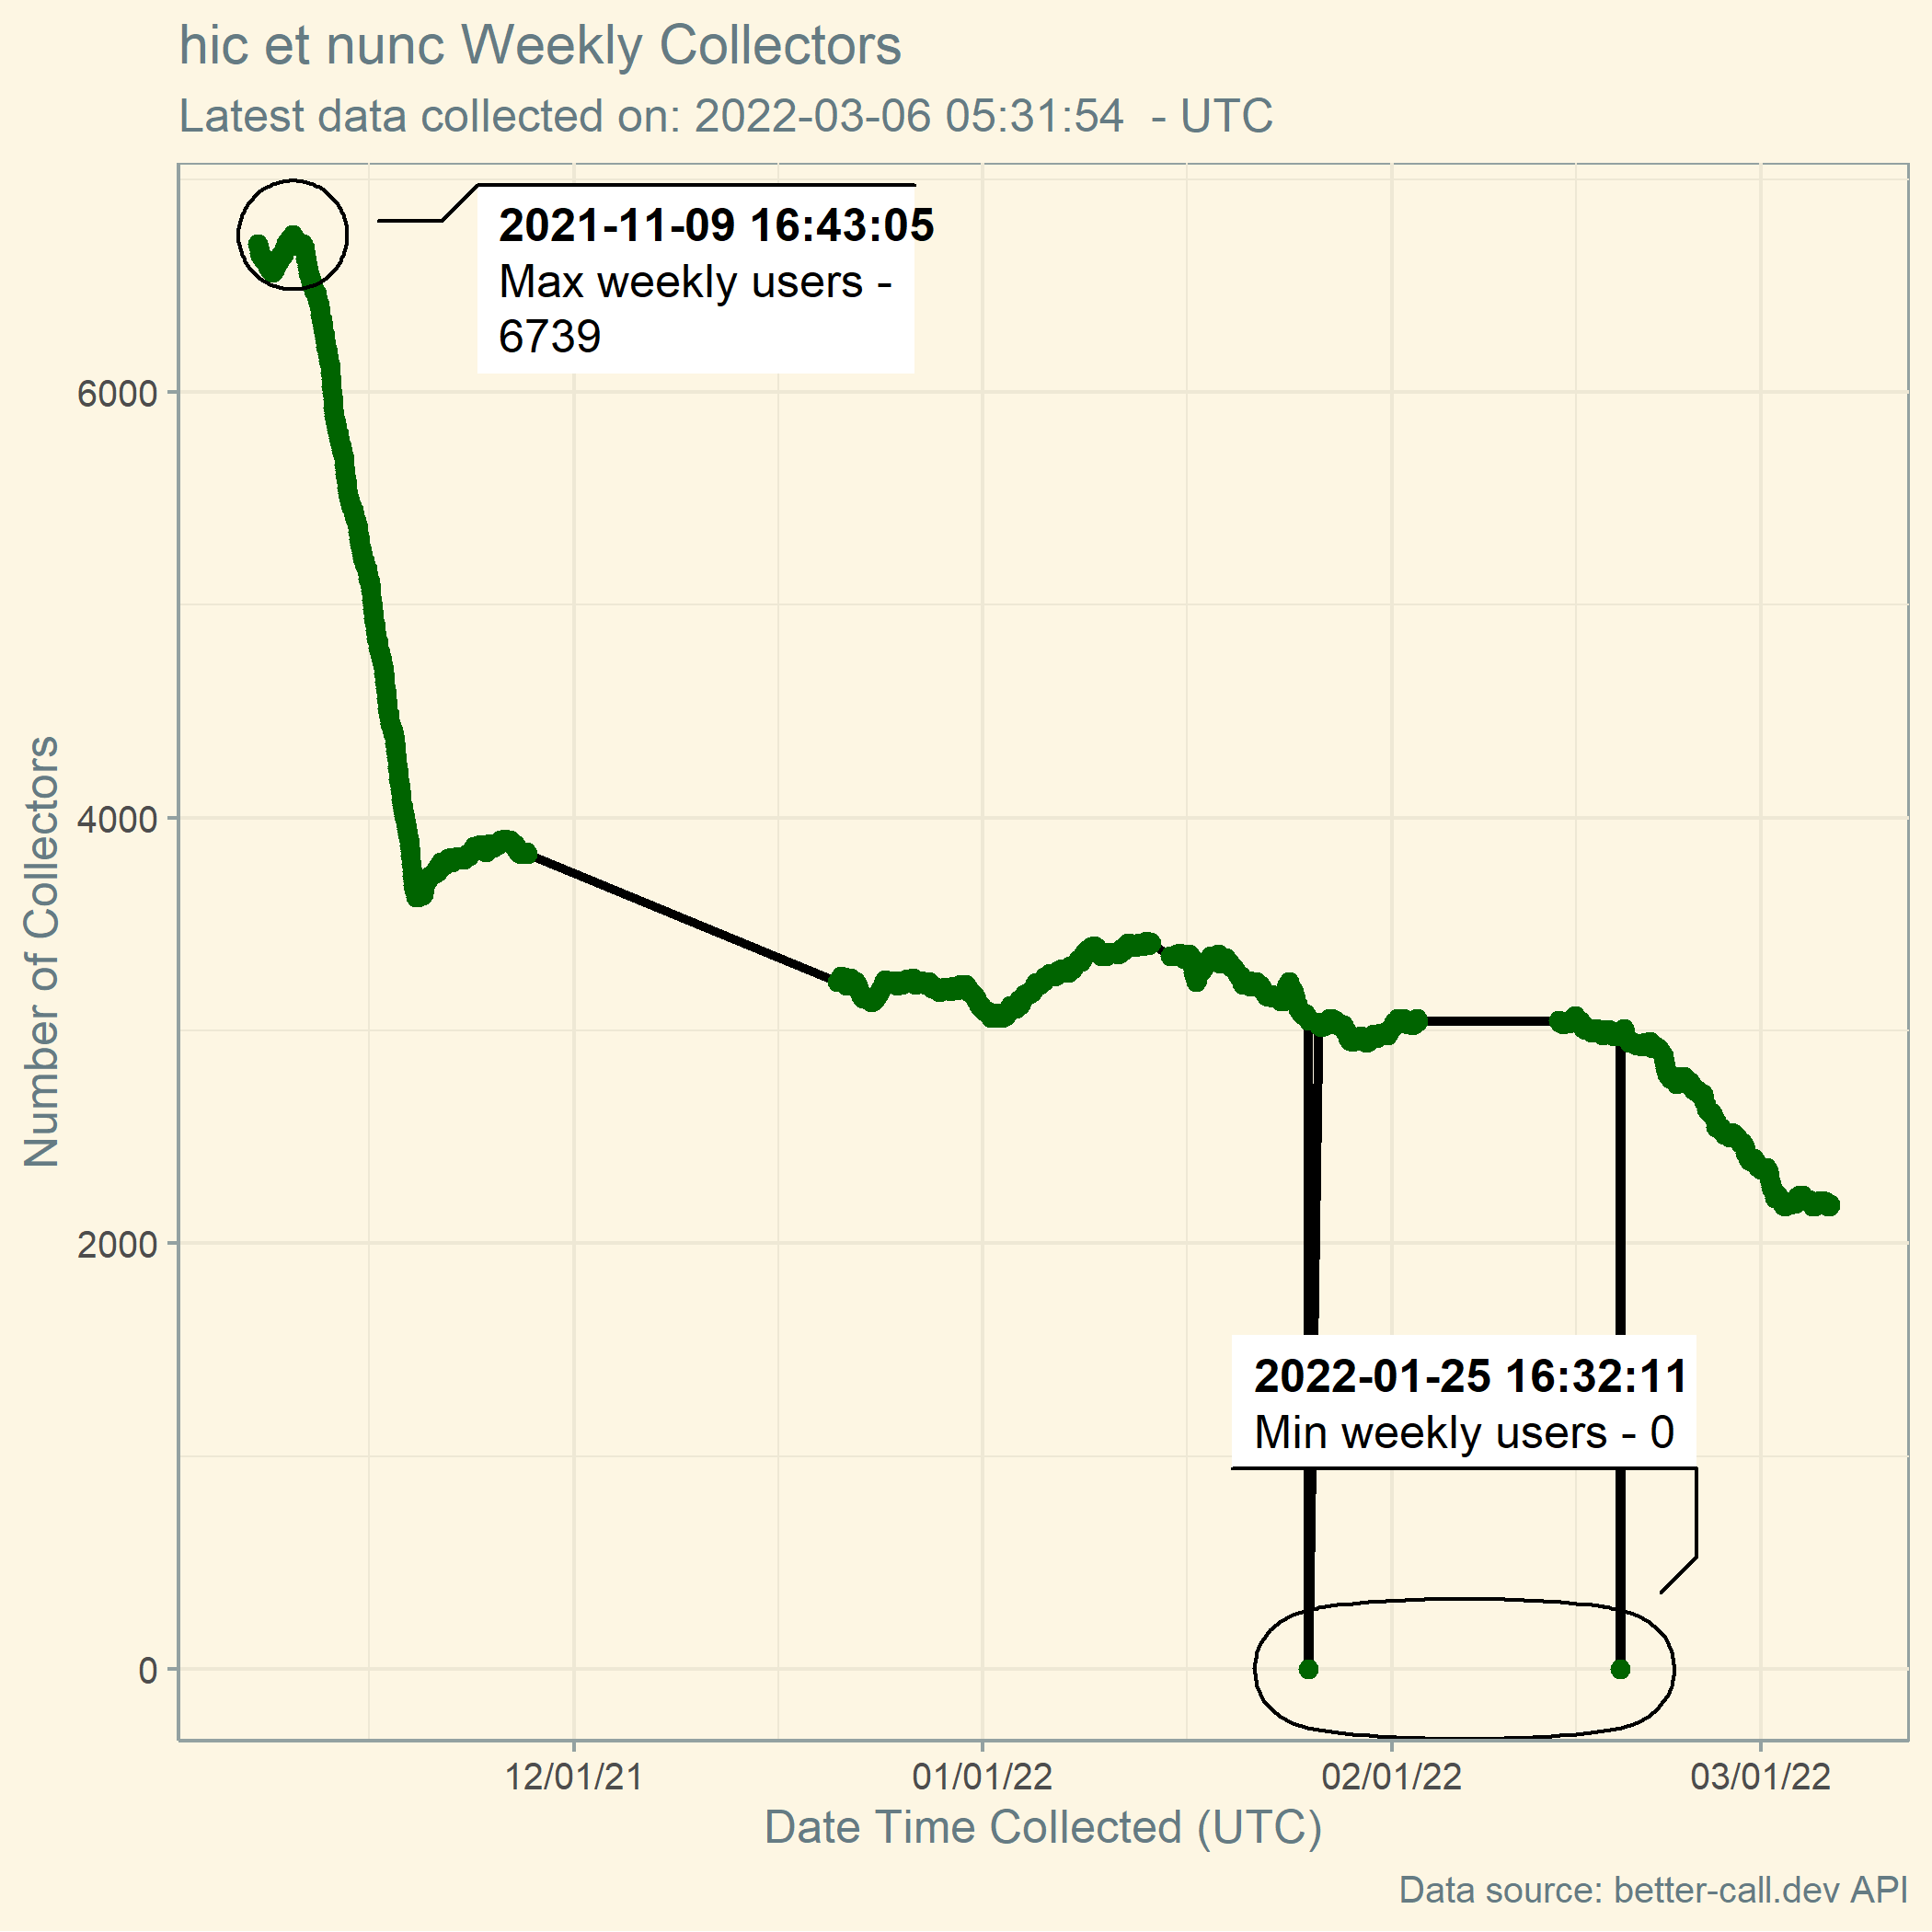 hic et nunc Weekly Collectors
Latest data collected on: 2022-03-06 05:31:54  - UTC
2021-11-09 16:43:05
Max weekly users -
6739
6000
4000
2000
0
Number of Collectors
2022-01-25 16:32:11
Min weekly users - 0
12/01/21
01/01/22
02/01/22
03/01/22
Date Time Collected (UTC)
Data source: better-call.dev API